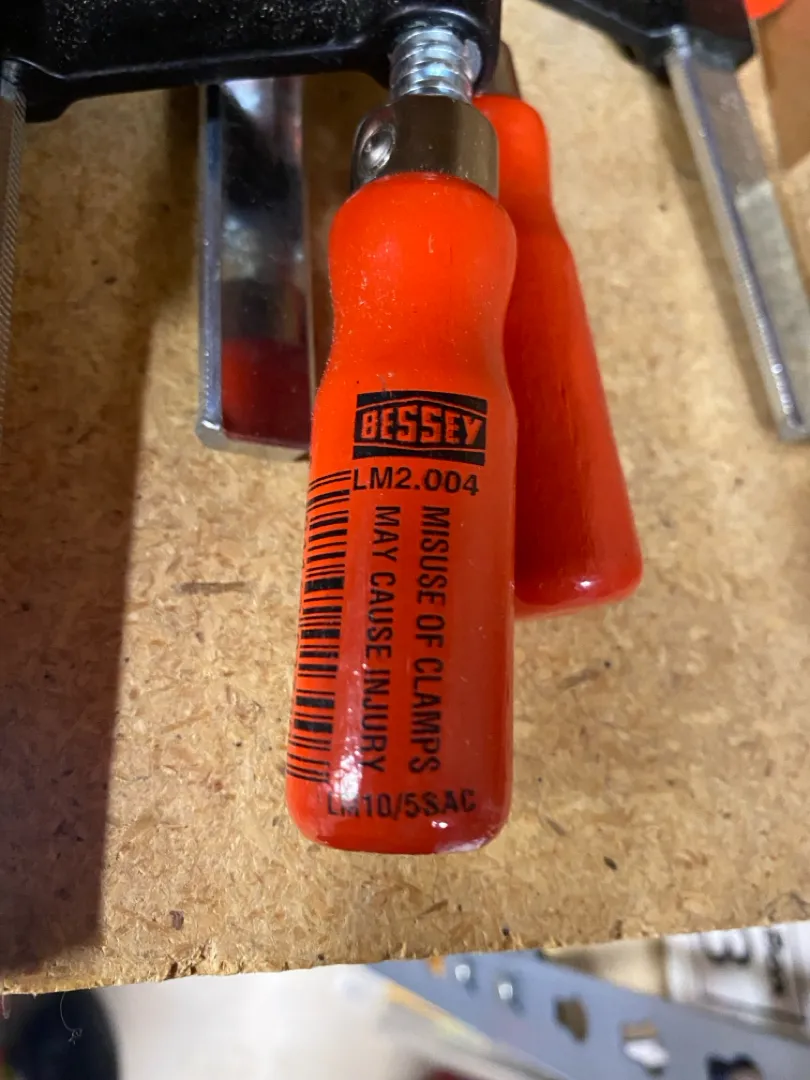 BESSEY
LM2.004
MISUSE OF CLAMPS
MAY CAUSE INJURY
LM10/5SAC